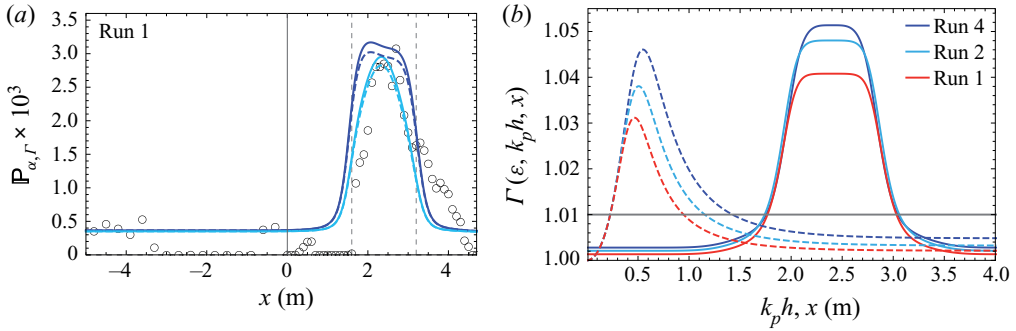 (a)
Run 1
ℙα,Γ × 10³
3.5
3.0
2.5
2.0
1.5
1.0
0.5
0
−4
−2
0
2
4
x (m)
(b)
Run 4
Run 2
Run 1
Γ (ε, kₚh, x)
1.05
1.04
1.03
1.02
1.01
1.00
0.5
1.0
1.5
2.0
2.5
3.0
3.5
4.0
kₚh, x (m)